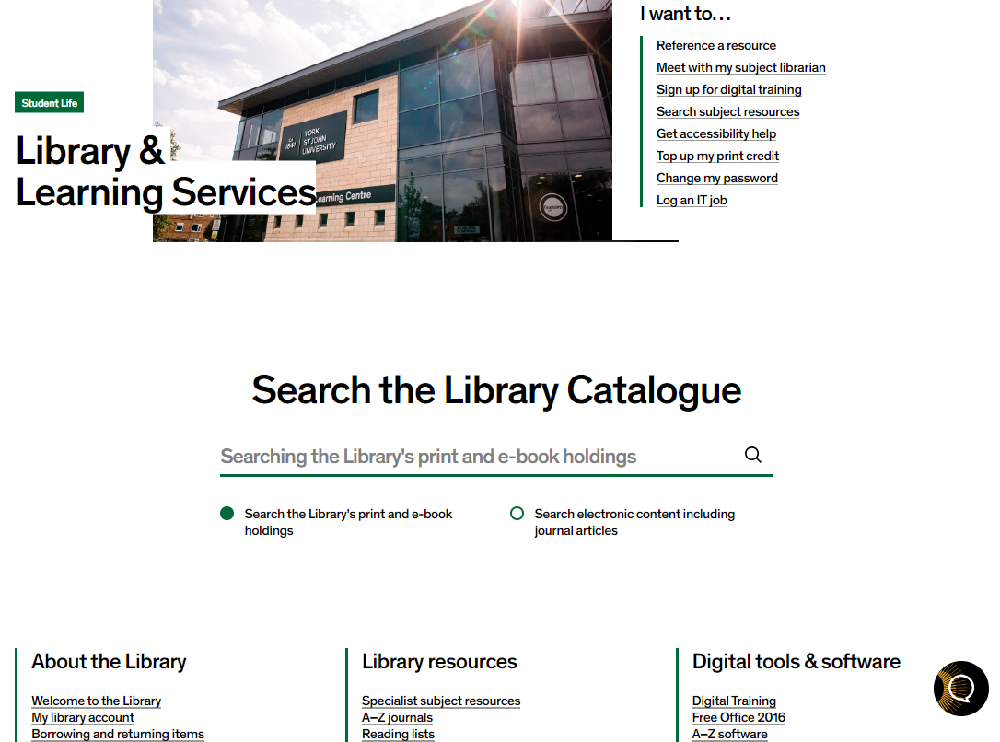 Student Life
Library &
Learning Services
Est.
1841
YORK
ST JOHN
UNIVERSITY
Learning Centre
Fountains
I want to…
Reference a resource
Meet with my subject librarian
Sign up for digital training
Search subject resources
Get accessibility help
Top up my print credit
Change my password
Log an IT job
Search the Library Catalogue
Searching the Library's print and e-book holdings
Search the Library's print and e-book
holdings
Search electronic content including
journal articles
About the Library
Welcome to the Library
My library account
Borrowing and returning items
Library resources
Specialist subject resources
A–Z journals
Reading lists
Digital tools & software
Digital Training
Free Office 2016
A–Z software